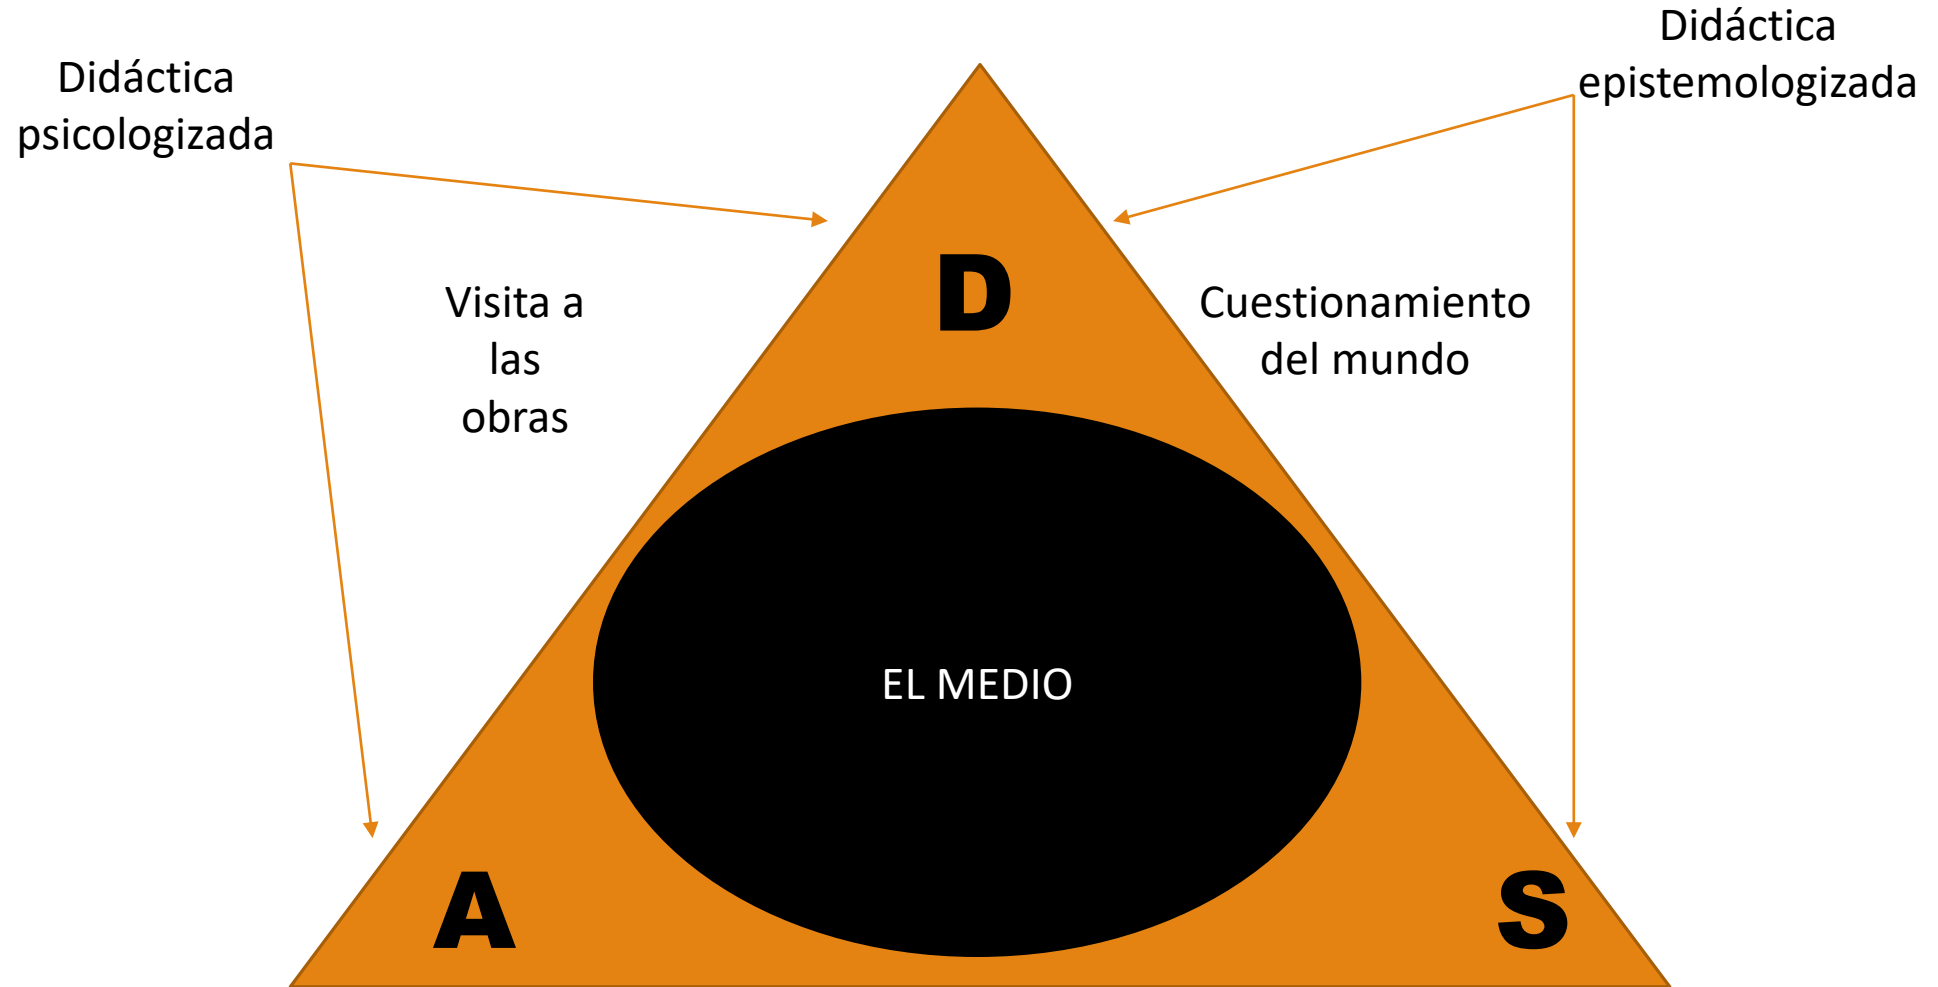 Didáctica
psicologizada
Didáctica
epistemologizada
D
Visita a
las
obras
Cuestionamiento
del mundo
EL MEDIO
A
S